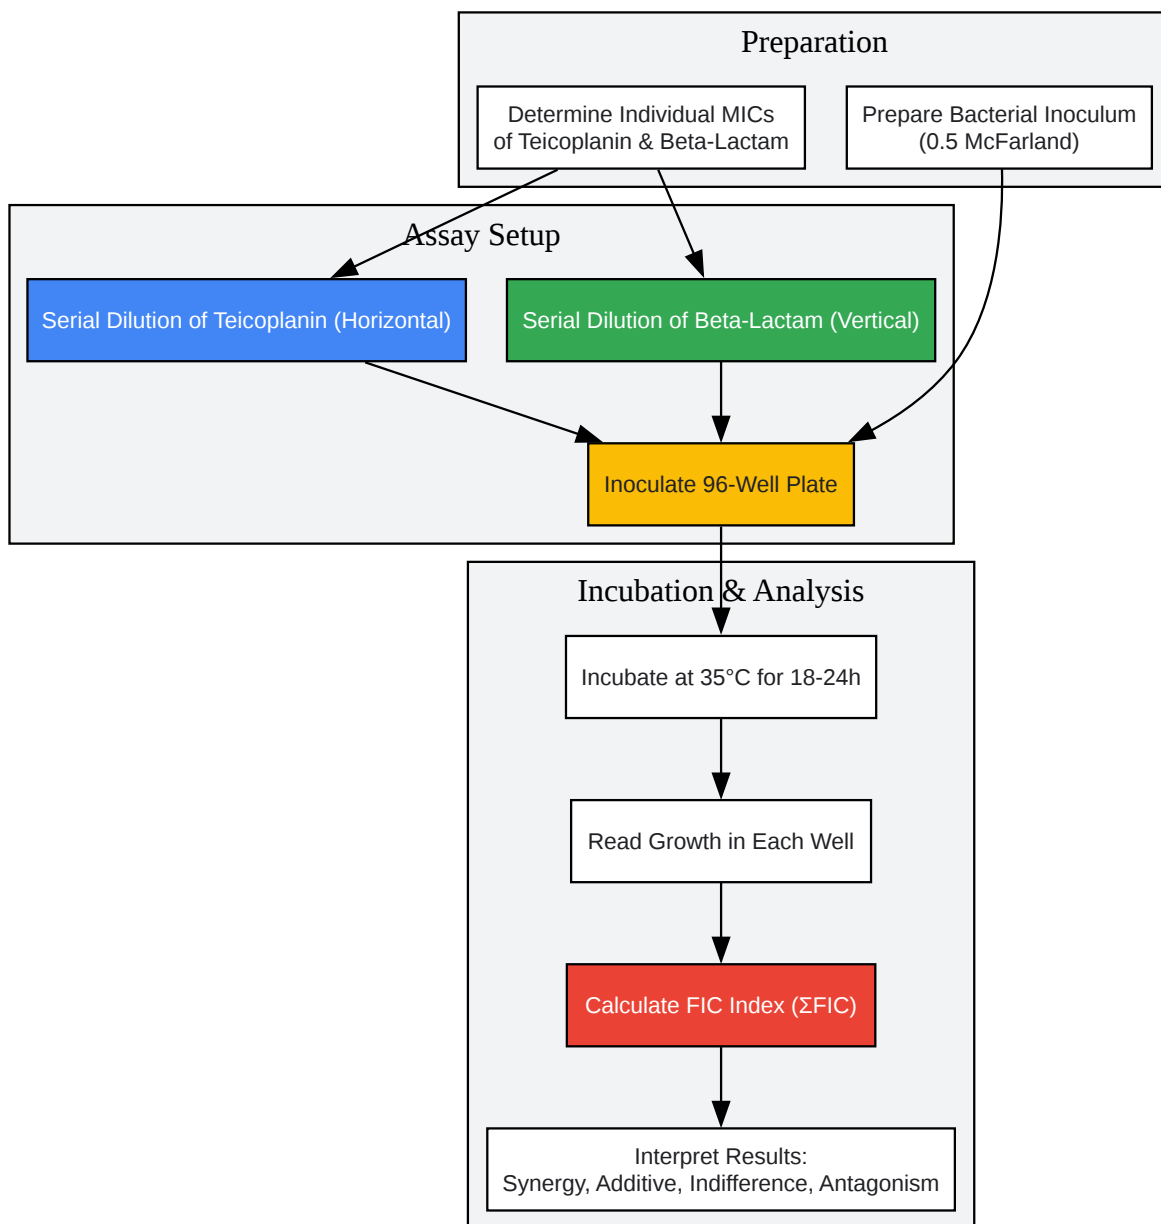 Preparation
Determine Individual MICs
of Teicoplanin & Beta-Lactam
Prepare Bacterial Inoculum
(0.5 McFarland)
Assay Setup
Serial Dilution of Teicoplanin (Horizontal)
Serial Dilution of Beta-Lactam (Vertical)
Inoculate 96-Well Plate
Incubation & Analysis
Incubate at 35°C for 18-24h
Read Growth in Each Well
Calculate FIC Index (ΣFIC)
Interpret Results:
Synergy, Additive, Indifference, Antagonism